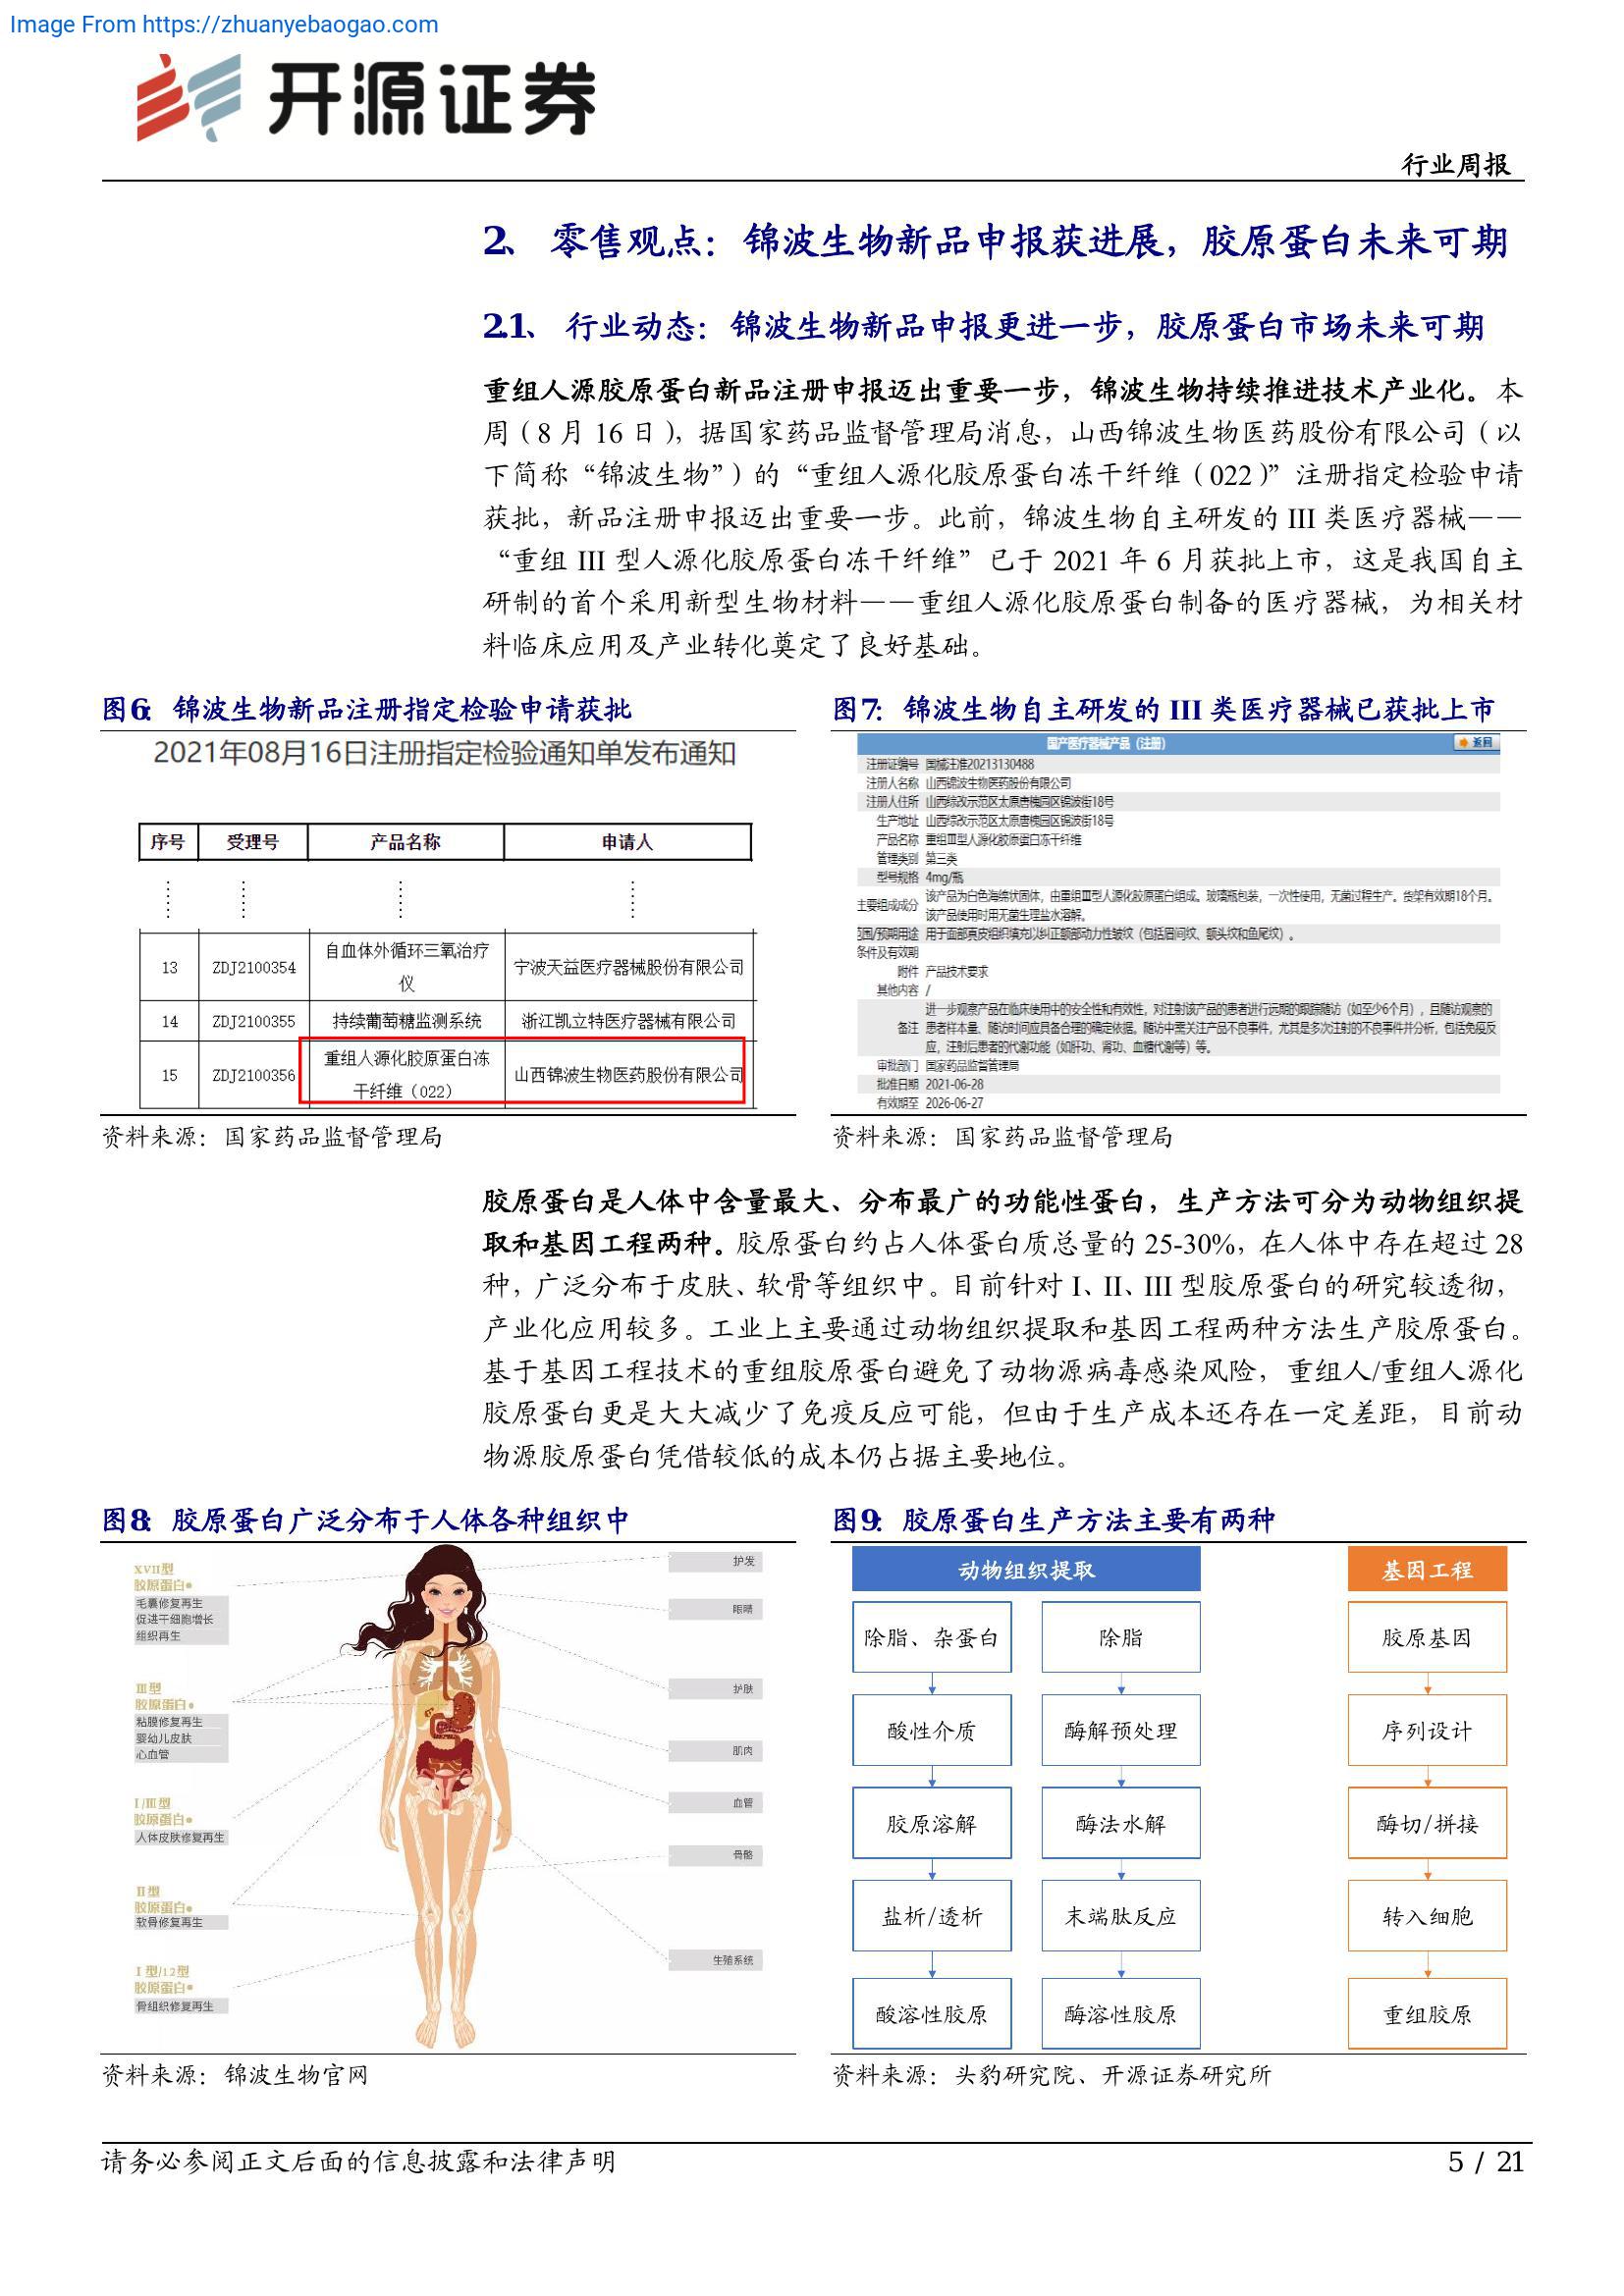 Image From https://zhuanyebaogao.com
开源证券
行业周报
2、 零售观点：锦波生物新品申报获进展，胶原蛋白未来可期
2.1、 行业动态：锦波生物新品申报更进一步，胶原蛋白市场未来可期
重组人源胶原蛋白新品注册申报迈出重要一步，锦波生物持续推进技术产业化。本
周（8 月 16 日），据国家药品监督管理局消息，山西锦波生物医药股份有限公司（以
下简称“锦波生物”）的“重组人源化胶原蛋白冻干纤维（022）”注册指定检验申请
获批，新品注册申报迈出重要一步。此前，锦波生物自主研发的 III 类医疗器械——
“重组 III 型人源化胶原蛋白冻干纤维”已于 2021 年 6 月获批上市，这是我国自主
研制的首个采用新型生物材料——重组人源化胶原蛋白制备的医疗器械，为相关材
料临床应用及产业转化奠定了良好基础。
图6：锦波生物新品注册指定检验申请获批
2021年08月16日注册指定检验通知单发布通知
序号 受理号 产品名称 申请人
13 ZDJ2100354 自血体外循环三氧治疗仪 宁波天益医疗器械股份有限公司
14 ZDJ2100355 持续葡萄糖监测系统 浙江凯立特医疗器械有限公司
15 ZDJ2100356 重组人源化胶原蛋白冻干纤维（022） 山西锦波生物医药股份有限公司
资料来源：国家药品监督管理局
图7：锦波生物自主研发的 III 类医疗器械已获批上市
国产医疗器械产品（注册） 返回
注册证编号 国械注准20213130488
注册人名称 山西锦波生物医药股份有限公司
注册人住所 山西综改示范区太原唐槐园区锦波街18号
生产地址 山西综改示范区太原唐槐园区锦波街18号
产品名称 重组Ⅲ型人源化胶原蛋白冻干纤维
管理类别 第三类
型号规格 4mg/瓶
主要组成成分 该产品为白色海绵状固体，由重组Ⅲ型人源化胶原蛋白组成。玻璃瓶包装，一次性使用，无菌过程生产。货架有效期18个月。
该产品使用时用无菌生理盐水溶解。
范围/预期用途 用于面部真皮组织填充以纠正额部动力性皱纹（包括眉间纹、额头纹和鱼尾纹）。
条件及有效期
附件 产品技术要求
其他内容 /
进一步观察产品在临床使用中的安全性和有效性，对注射该产品的患者进行远期的跟踪随访（如至少6个月），且随访观察的
备注 患者样本量、随访时间应具备合理的确定依据。随访中需关注产品不良事件，尤其是多次注射的不良事件并分析，包括免疫反
应，注射后患者的代谢功能（如肝功、肾功、血糖代谢等）等。
审批部门 国家药品监督管理局
批准日期 2021-06-28
有效期至 2026-06-27
资料来源：国家药品监督管理局
胶原蛋白是人体中含量最大、分布最广的功能性蛋白，生产方法可分为动物组织提
取和基因工程两种。胶原蛋白约占人体蛋白质总量的 25-30%，在人体中存在超过 28
种，广泛分布于皮肤、软骨等组织中。目前针对 I、II、III 型胶原蛋白的研究较透彻，
产业化应用较多。工业上主要通过动物组织提取和基因工程两种方法生产胶原蛋白。
基于基因工程技术的重组胶原蛋白避免了动物源病毒感染风险，重组人/重组人源化
胶原蛋白更是大大减少了免疫反应可能，但由于生产成本还存在一定差距，目前动
物源胶原蛋白凭借较低的成本仍占据主要地位。
图8：胶原蛋白广泛分布于人体各种组织中
XVII型
胶原蛋白
毛囊修复再生
促进干细胞增长
组织再生
III型
胶原蛋白
粘膜修复再生
婴幼儿皮肤
心血管
I/III型
胶原蛋白
人体皮肤修复再生
II型
胶原蛋白
软骨修复再生
I 型/12型
胶原蛋白
骨组织修复再生
护发
眼睛
护肤
肌肉
血管
骨骼
生殖系统
资料来源：锦波生物官网
图9：胶原蛋白生产方法主要有两种
动物组织提取 基因工程
除脂、杂蛋白 除脂 胶原基因
酸性介质 酶解预处理 序列设计
胶原溶解 酶法水解 酶切/拼接
盐析/透析 末端肽反应 转入细胞
酸溶性胶原 酶溶性胶原 重组胶原
资料来源：头豹研究院、开源证券研究所
请务必参阅正文后面的信息披露和法律声明
5 / 21